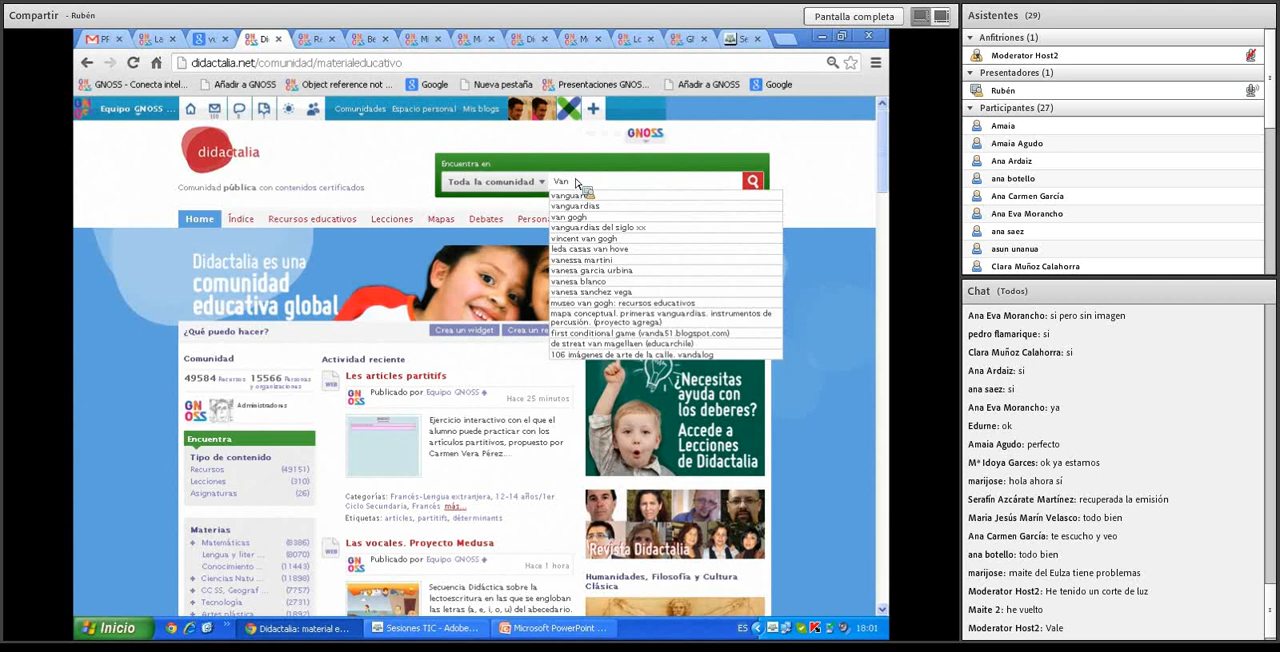 Compartir - Rubén
Pantalla completa
didactalia.net/comunidad/materialeducativo
GNOSS - Conecta intel... Añadir a GNOSS Object reference not ... Google Nueva pestaña Presentaciones GNOSS... Añadir a GNOSS Google
Equipo GNOSS ... Comunidades Espacio personal Mis blogs
GNOSS
didactalia
Comunidad pública con contenidos certificados
Encuentra en
Toda la comunidad Van
vanguardias
van gogh
vanguardias del siglo xx
vincent van gogh
leda casas van hove
vanessa martini
vanesa garcia urbina
vanesa blanco
vanesa sanchez vega
museo van gogh: recursos educativos
mapa conceptual. primeras vanguardias. instrumentos de
percusión. (proyecto agrega)
first conditional game (vanda51.blogspot.com)
de streat van magellaen (educarchile)
106 imágenes de arte de la calle. vandalog
Home Índice Recursos educativos Lecciones Mapas Debates
Didactalia es una
comunidad
educativa global
¿Qué puedo hacer? Crea un widget
Comunidad
49584 Recursos 15566 Personas
y organizaciones
GNOSS Administradores
Encuentra
Tipo de contenido
Recursos (49151)
Lecciones (310)
Asignaturas (26)
Materias
Matemáticas (8386)
Lengua y liter ... (8070)
Conocimiento ... (11443)
Ciencias Natu ... (11898)
CC SS, Geograf ...
Tecnología (2731)
Artes plástica ... (1892)
Actividad reciente
Les articles partitifs
Publicado por Equipo GNOSS
Hace 25 minutos
Ejercicio interactivo con el que el
alumno puede practicar con los
artículos partitivos, propuesto por
Carmen Vera Pérez...
Categorías: Francés-Lengua extranjera, 12-14 años/1er
Ciclo Secundaria, Francés más...
Etiquetas: articles, partitifs, déterminants
Las vocales. Proyecto Medusa
Publicado por Equipo GNOSS
Hace 1 hora
Secuencia Didáctica sobre la
lectoescritura en las que se engloban
las letras (a, e, i, o, u) del abecedario.
¿Necesitas
ayuda con
los deberes?
Accede a
Lecciones
de Didactalia
Revista Didactalia
Humanidades, Filosofía y Cultura
Clásica
Inicio Didactalia: material e... Sesiones TIC - Adobe... Microsoft PowerPoint ... ES 18:01
Asistentes (29)
Anfitriones (1)
Moderator Host2
Presentadores (1)
Rubén
Participantes (27)
Amaia
Amaia Agudo
Ana Ardaiz
ana botello
Ana Carmen García
Ana Eva Morancho
ana saez
asun unanua
Clara Muñoz Calahorra
Chat (Todos)
Ana Eva Morancho: si pero sin imagen
pedro flamarique: si
Clara Muñoz Calahorra: si
Ana Ardaiz: si
ana saez: si
Ana Eva Morancho: ya
Edurne: ok
Amaia Agudo: perfecto
Mª Idoya Garces: ok ya estamos
marijose: hola ahora sí
Serafín Azcárate Martínez: recuperada la emisión
Maria Jesús Marín Velasco: todo bien
Ana Carmen García: te escucho y veo
ana botello: todo bien
marijose: maite del Eulza tiene problemas
Moderator Host2: He tenido un corte de luz
Maite 2: he vuelto
Moderator Host2: Vale